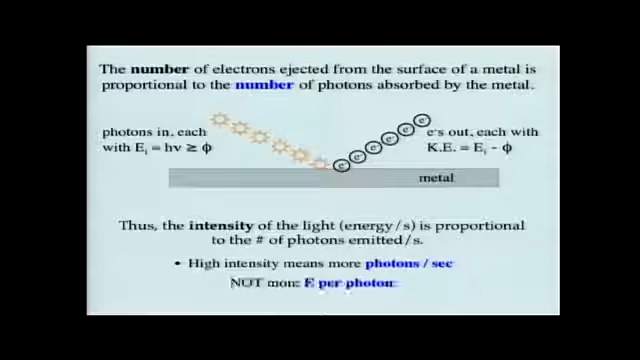 The number of electrons ejected from the surface of a metal is
proportional to the number of photons absorbed by the metal.
photons in, each
with Ei = hν ≥ ϕ
e- e- e- e- e- e-
e-s out, each with
K.E. = Ei - ϕ
metal
Thus, the intensity of the light (energy/s) is proportional
to the # of photons emitted/s.
• High intensity means more photons / sec
NOT more E per photon